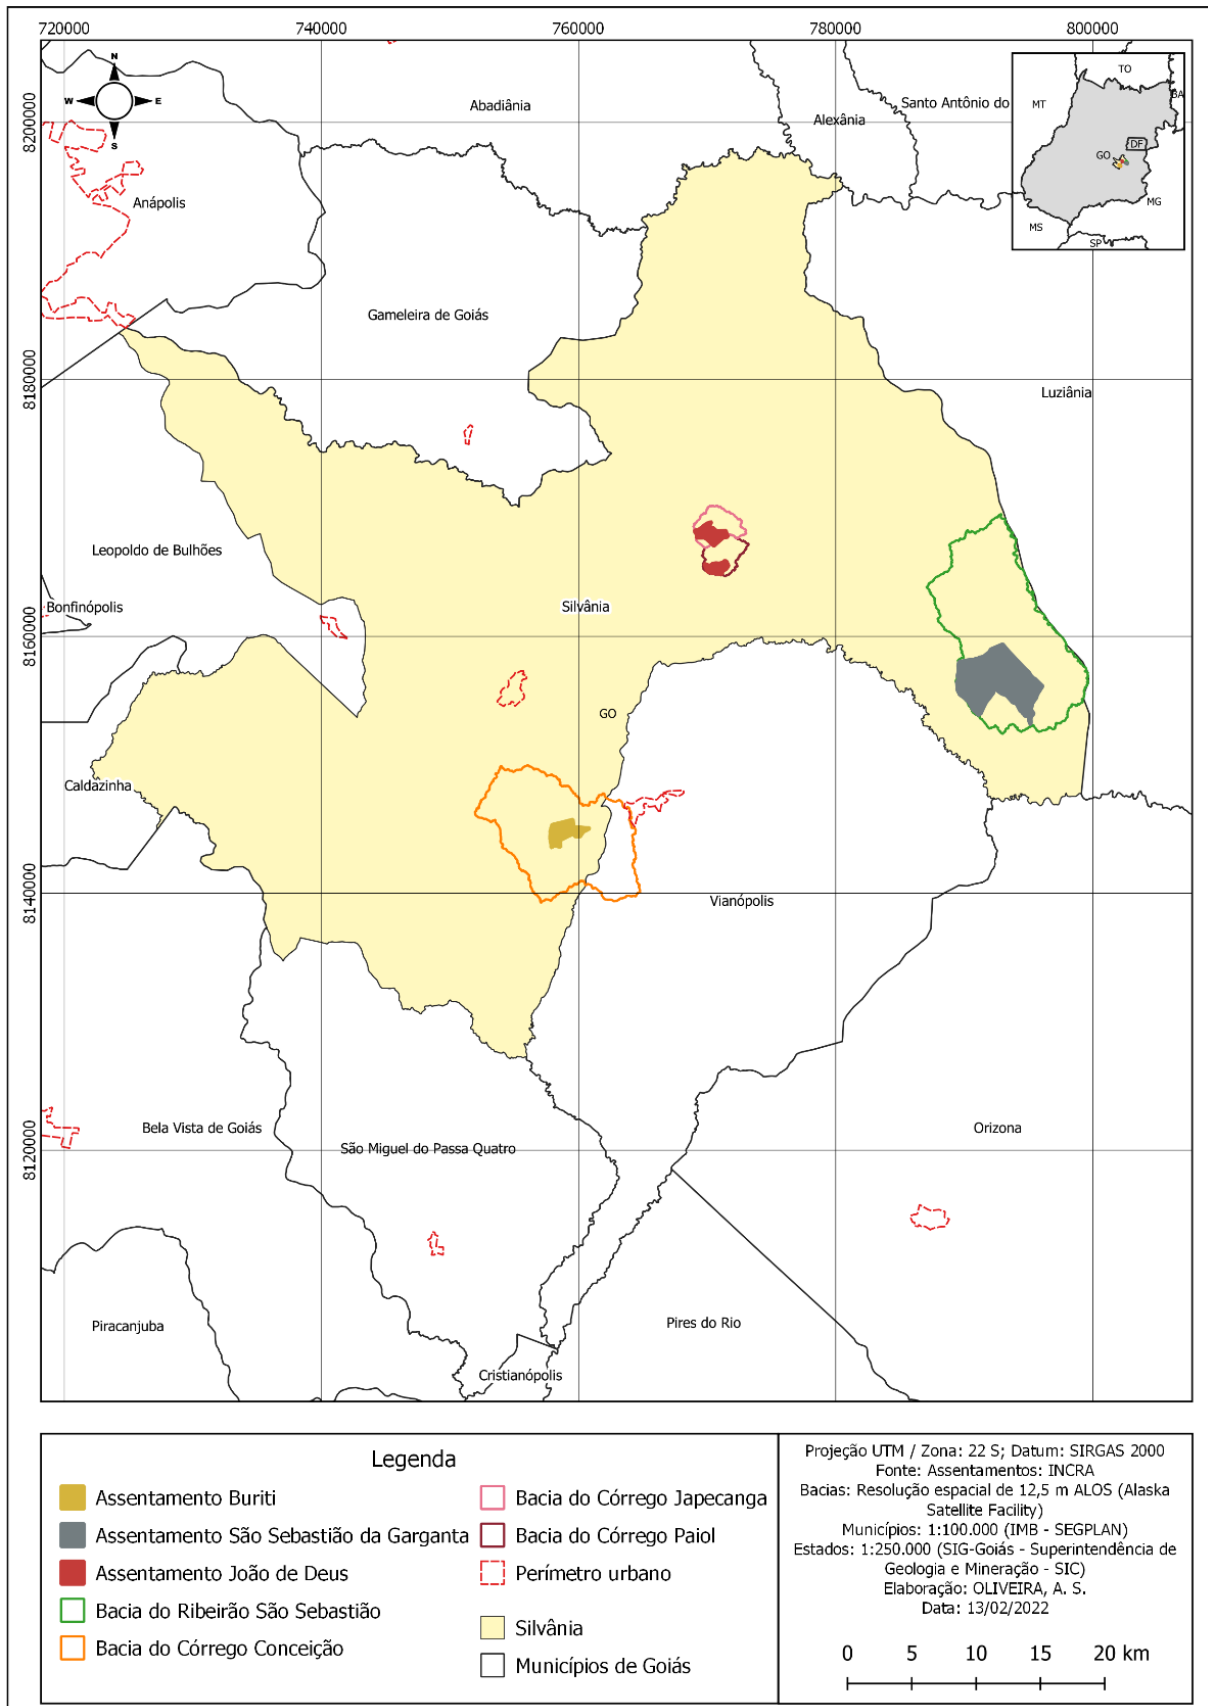 720000
740000
760000
780000
800000
N
W
E
S
8200000
8180000
8160000
8140000
8120000
Abadiânia
Alexânia
Santo Antônio do
TO
MT
BA
DF
GO
MG
MS
SP
Anápolis
Gameleira de Goiás
Luziânia
Leopoldo de Bulhões
Bonfinópolis
Silvânia
GO
Caldazinha
Vianópolis
Bela Vista de Goiás
São Miguel do Passa Quatro
Orizona
Piracanjuba
Pires do Rio
Cristianópolis
Legenda
Assentamento Buriti
Assentamento São Sebastião da Garganta
Assentamento João de Deus
Bacia do Ribeirão São Sebastião
Bacia do Córrego Conceição
Bacia do Córrego Japecanga
Bacia do Córrego Paiol
Perímetro urbano
Silvânia
Municípios de Goiás
Projeção UTM / Zona: 22 S; Datum: SIRGAS 2000
Fonte: Assentamentos: INCRA
Bacias: Resolução espacial de 12,5 m ALOS (Alaska
Satellite Facility)
Municípios: 1:100.000 (IMB - SEGPLAN)
Estados: 1:250.000 (SIG-Goiás - Superintendência de
Geologia e Mineração - SIC)
Elaboração: OLIVEIRA, A. S.
Data: 13/02/2022
0 5 10 15 20 km